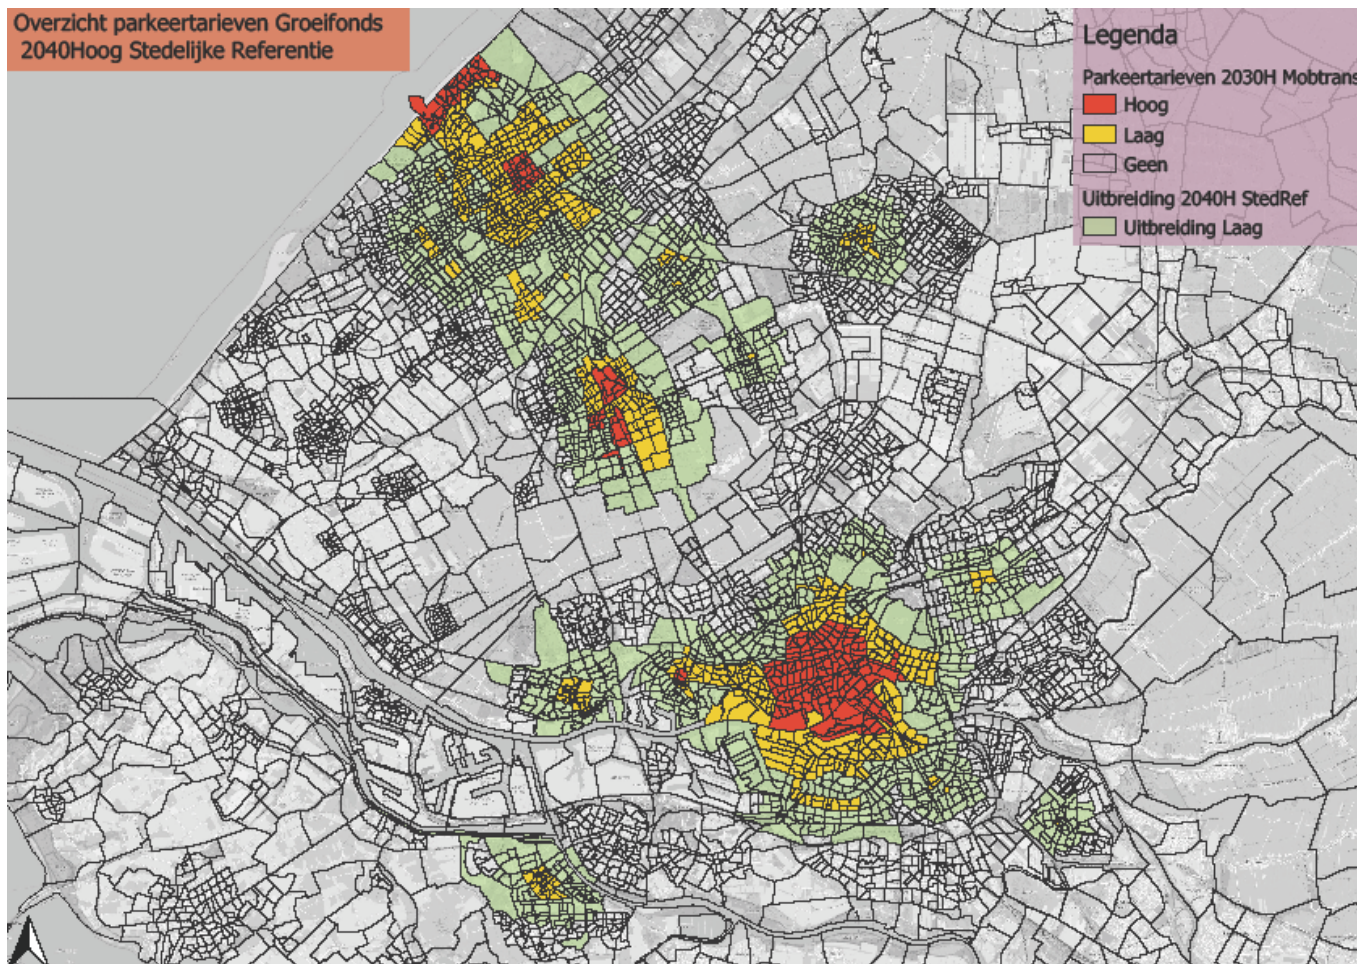 Overzicht parkeertarieven Groeifonds
2040Hoog Stedelijke Referentie
Legenda
Parkeertarieven 2030H Mobtrans
Hoog
Laag
Geen
Uitbreiding 2040H StedRef
Uitbreiding Laag